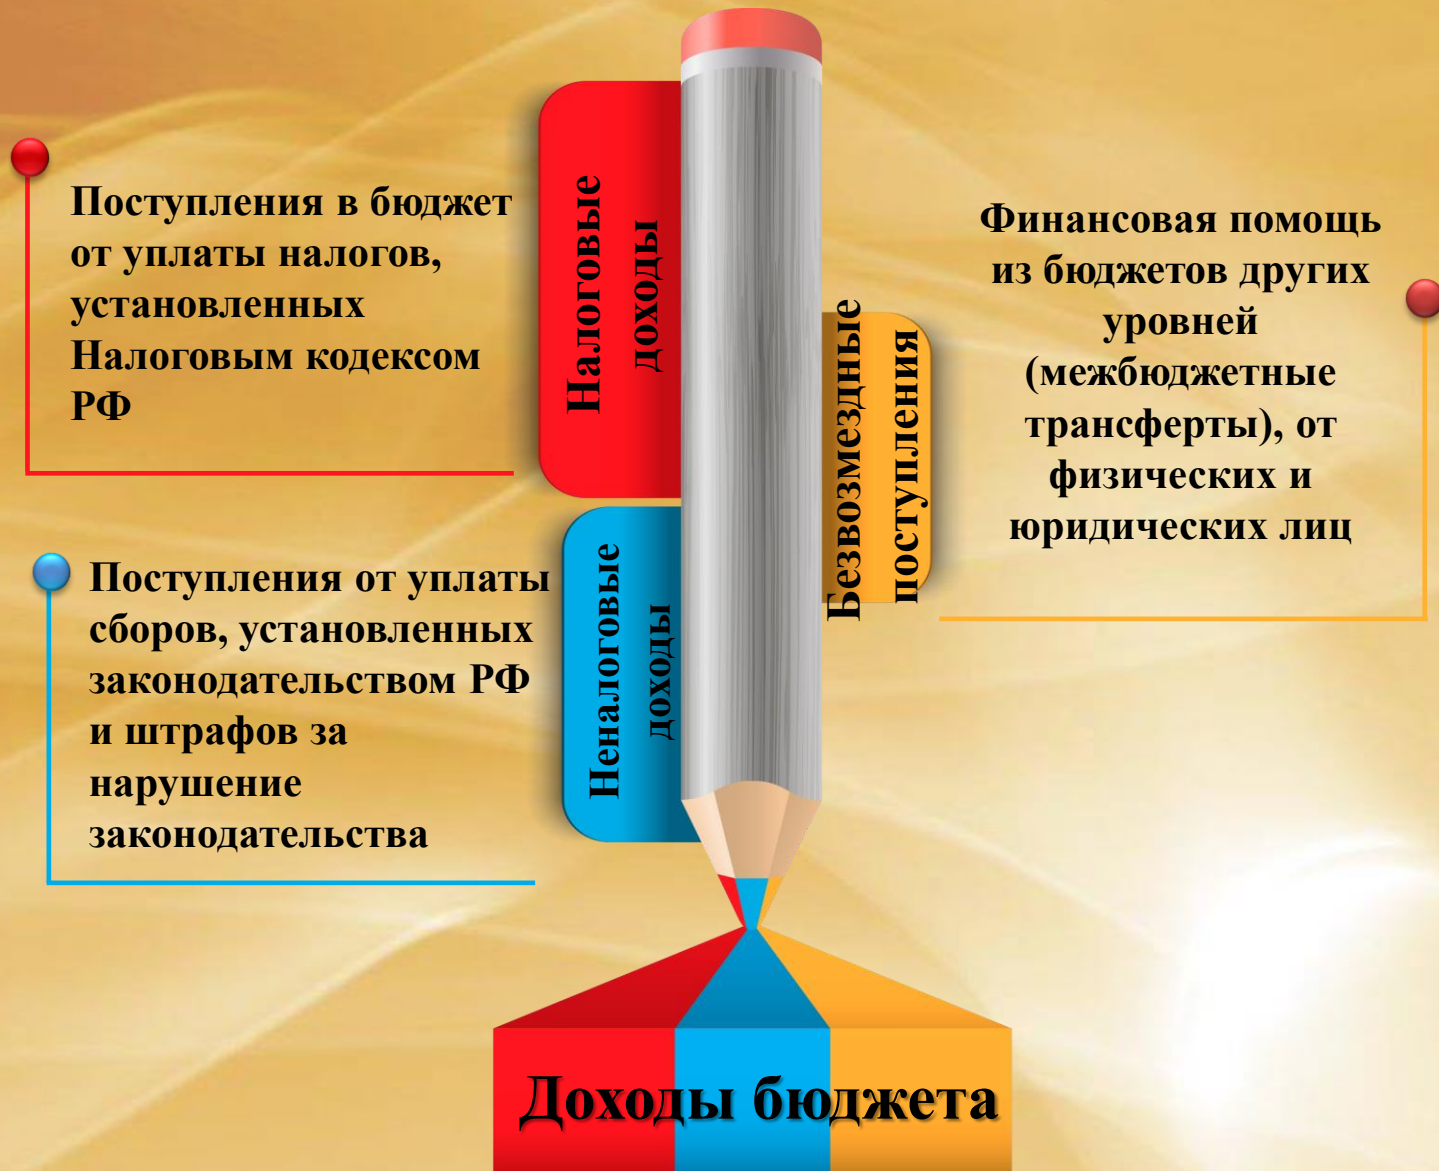 Поступления в бюджет
от уплаты налогов,
установленных
Налоговым кодексом
РФ
Налоговые
доходы
Поступления от уплаты
сборов, установленных
законодательством РФ
и штрафов за
нарушение
законодательства
Неналоговые
доходы
Безвозмездные
поступления
Финансовая помощь
из бюджетов других
уровней
(межбюджетные
трансферты), от
физических и
юридических лиц
Доходы бюджета